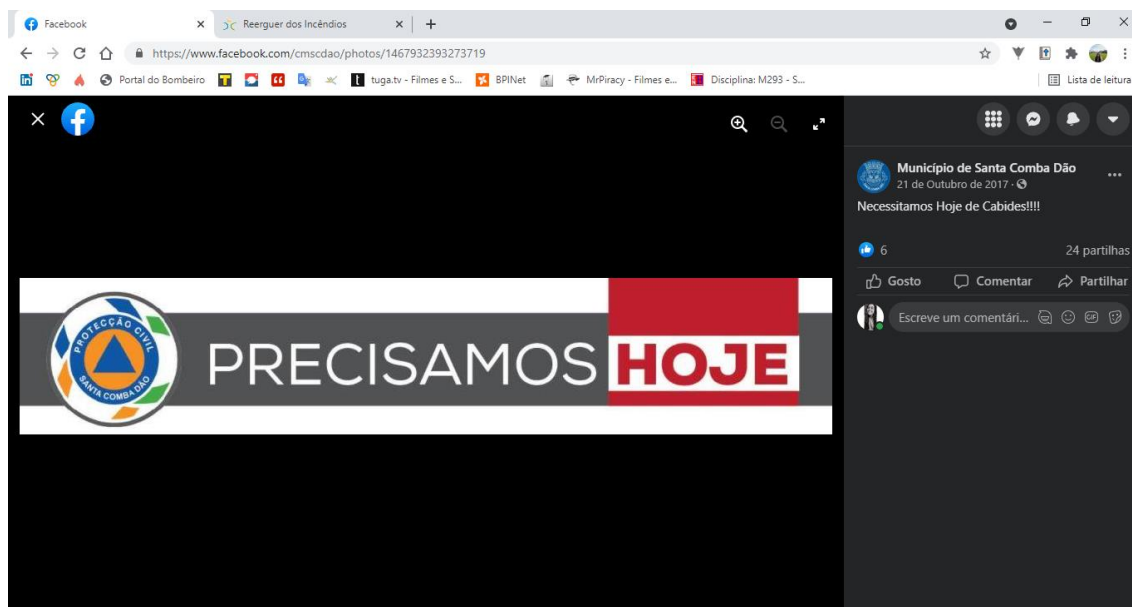 Facebook
Reerguer dos Incêndios
https://www.facebook.com/cmscdao/photos/1467932393273719
Portal do Bombeiro
tuga.tv - Filmes e S...
BPINet
MrPiracy - Filmes e...
Disciplina: M293 - S...
Lista de leitura
Município de Santa Comba Dão
21 de Outubro de 2017 ·
Necessitamos Hoje de Cabides!!!!
6
24 partilhas
Gosto
Comentar
Partilhar
Escreve um comentári...
GIF
PROTECÇÃO CIVIL
SANTA COMBA DÃO
PRECISAMOS HOJE